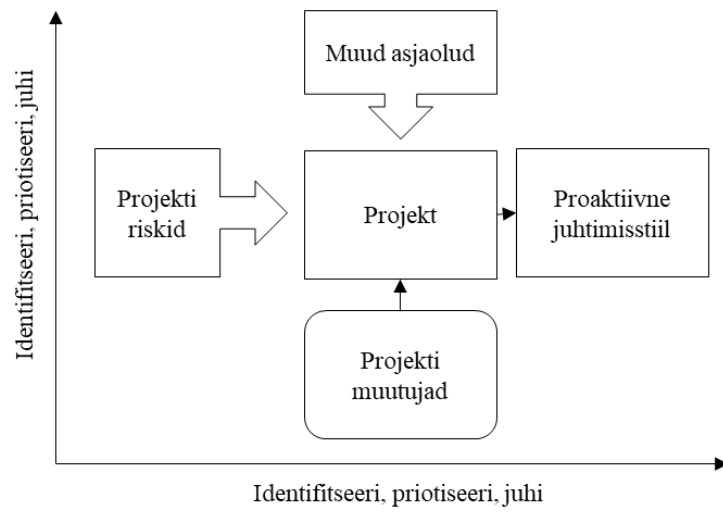 Identifitseeri, priotiseeri, juhi
Muud asjaolud
Projekti
riskid
Projekt
Proaktiivne
juhtimisstiil
Projekti
muutujad
Identifitseeri, priotiseeri, juhi